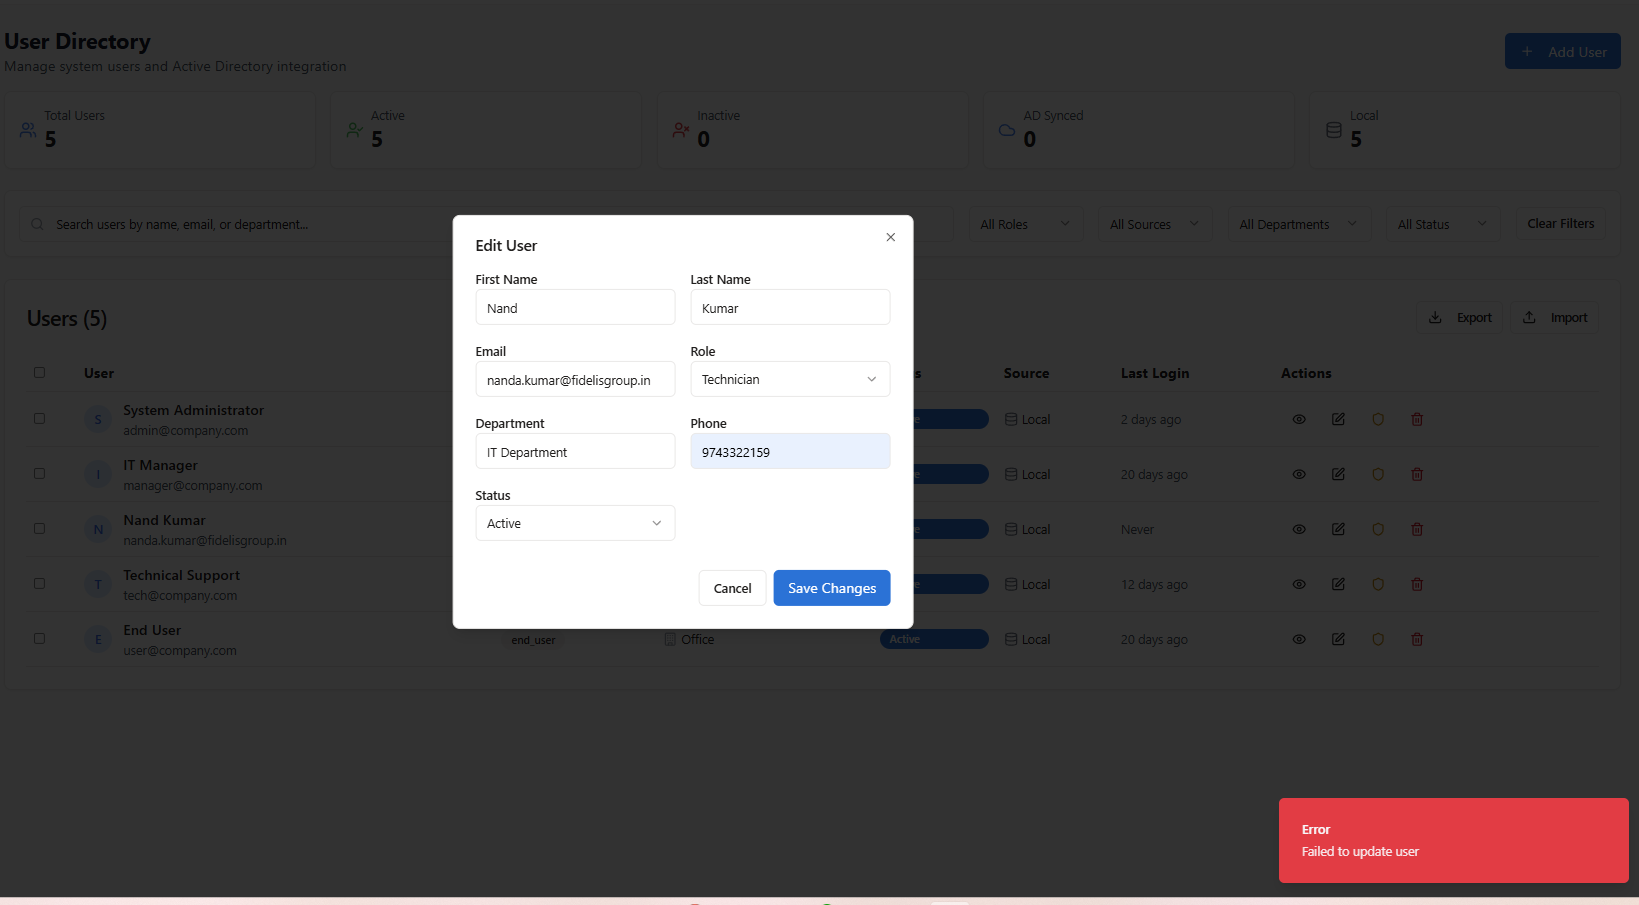 User Directory
Manage system users and Active Directory integration
+ Add User
Total Users
5
Active
5
Inactive
0
AD Synced
0
Local
5
Search users by name, email, or department...
All Roles
All Sources
All Departments
All Status
Clear Filters
Edit User
First Name
Last Name
Nand
Kumar
Email
Role
nanda.kumar@fidelisgroup.in
Technician
Department
Phone
IT Department
9743322159
Status
Active
Cancel
Save Changes
Users (5)
Export
Import
User
Source
Last Login
Actions
S
System Administrator
admin@company.com
Local
2 days ago
I
IT Manager
manager@company.com
Local
20 days ago
N
Nand Kumar
nanda.kumar@fidelisgroup.in
Local
Never
T
Technical Support
tech@company.com
Local
12 days ago
E
End User
user@company.com
end_user
Office
Active
Local
20 days ago
Error
Failed to update user